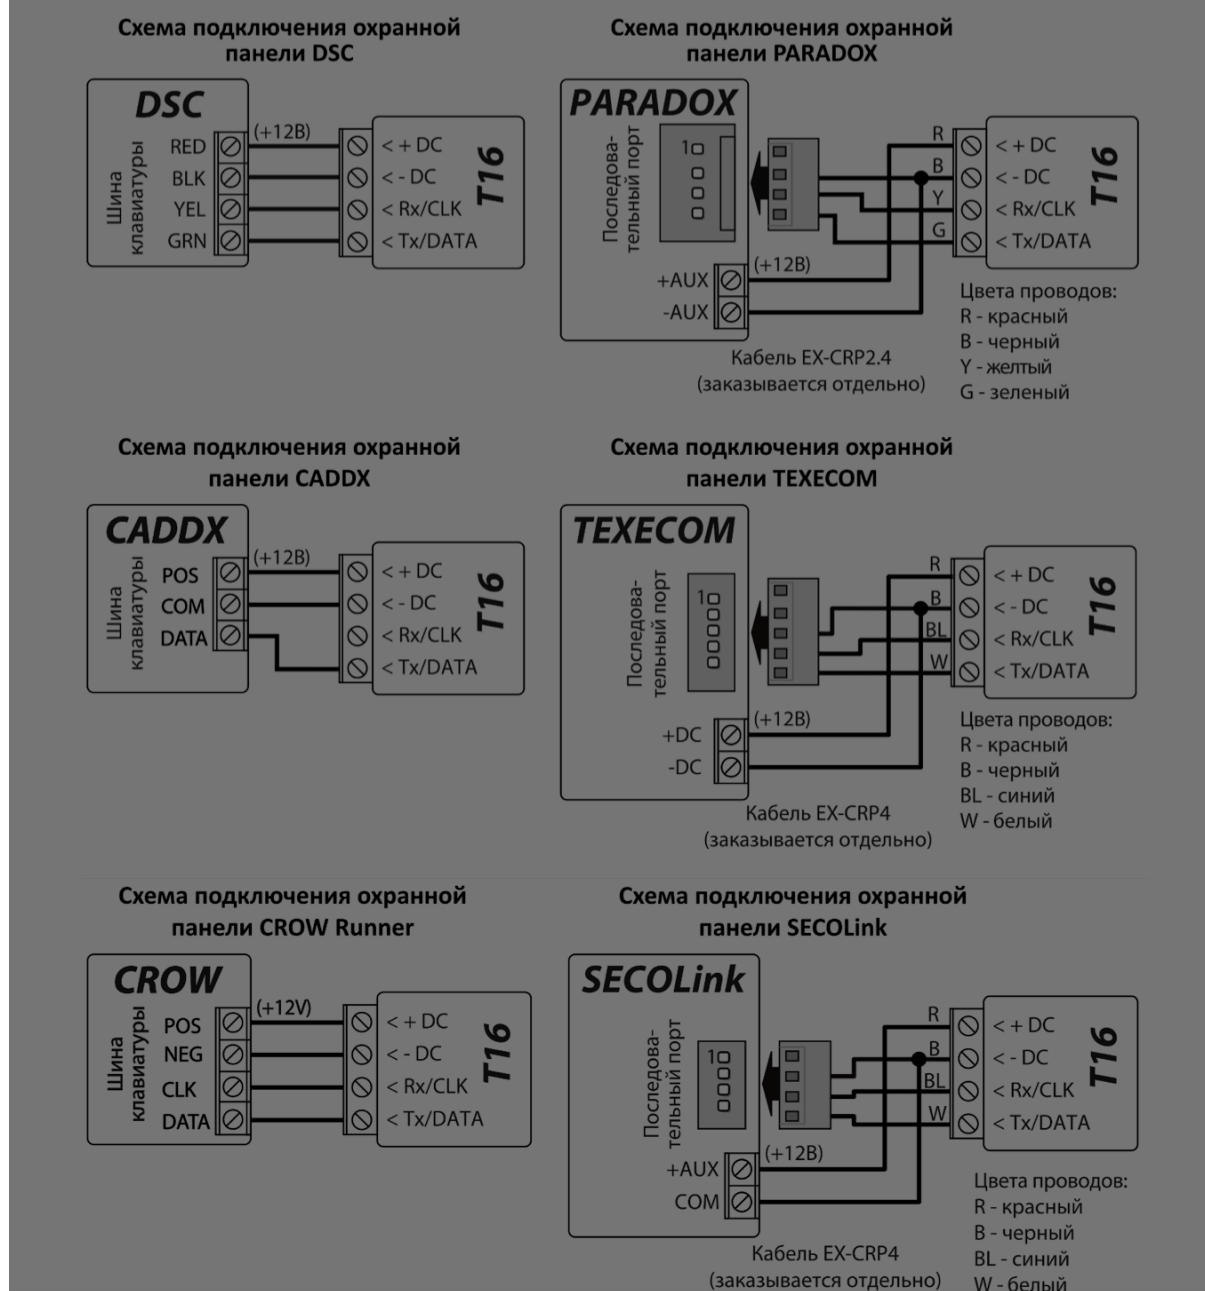 Схема подключения охранной
панели DSC
DSC
Шина
клавиатуры
RED
BLK
YEL
GRN
(+12В)
< + DC
< - DC
< Rx/CLK
< Tx/DATA
T16
Схема подключения охранной
панели PARADOX
PARADOX
Последова-
тельный порт
1
+AUX
-AUX
(+12В)
R
B
Y
G
< + DC
< - DC
< Rx/CLK
< Tx/DATA
T16
Кабель EX-CRP2.4
(заказывается отдельно)
Цвета проводов:
R - красный
B - черный
Y - желтый
G - зеленый
Схема подключения охранной
панели CADDX
CADDX
Шина
клавиатуры
POS
COM
DATA
(+12В)
< + DC
< - DC
< Rx/CLK
< Tx/DATA
T16
Схема подключения охранной
панели TEXECOM
TEXECOM
Последова-
тельный порт
1
+DC
-DC
(+12В)
R
B
BL
W
< + DC
< - DC
< Rx/CLK
< Tx/DATA
T16
Кабель EX-CRP4
(заказывается отдельно)
Цвета проводов:
R - красный
B - черный
BL - синий
W - белый
Схема подключения охранной
панели CROW Runner
CROW
Шина
клавиатуры
POS
NEG
CLK
DATA
(+12V)
< + DC
< - DC
< Rx/CLK
< Tx/DATA
T16
Схема подключения охранной
панели SECOLink
SECOLink
Последова-
тельный порт
1
+AUX
COM
(+12В)
R
B
BL
W
< + DC
< - DC
< Rx/CLK
< Tx/DATA
T16
Кабель EX-CRP4
(заказывается отдельно)
Цвета проводов:
R - красный
B - черный
BL - синий
W - белый